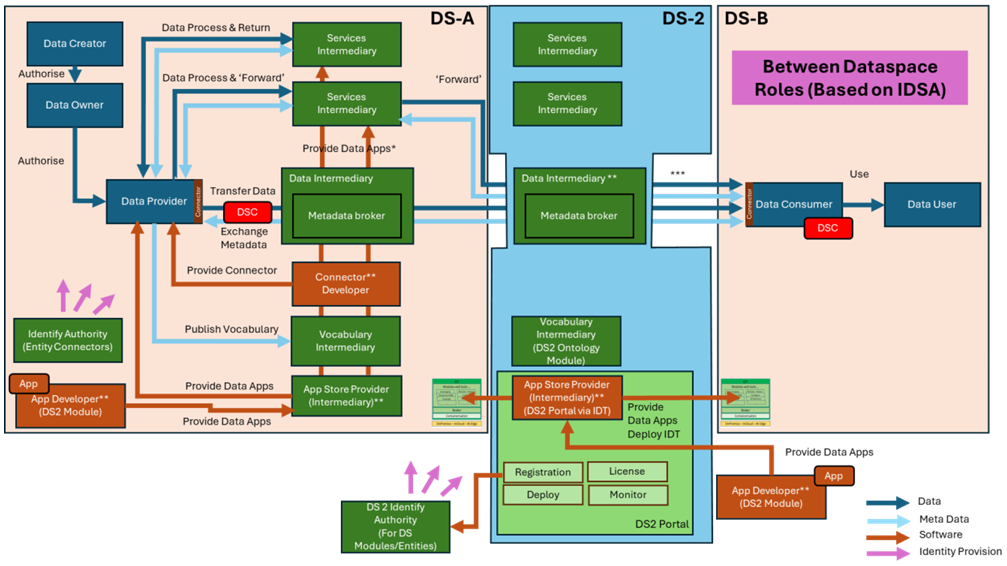 DS-A
DS-2
DS-B
Between Dataspace
Roles (Based on IDSA)
Data Creator
Authorise
Data Owner
Authorise
Data Process & Return
Services
Intermediary
Data Process & ‘Forward’
Services
Intermediary
‘Forward’
Services
Intermediary
Services
Intermediary
Provide Data Apps*
Data Provider
Connector
Transfer Data
DSC
Exchange
Metadata
Data Intermediary
Metadata broker
Data Intermediary **
Metadata broker
***
Connector
Data Consumer
DSC
Use
Data User
Provide Connector
Connector**
Developer
Identify Authority
(Entity Connectors)
Publish Vocabulary
Vocabulary
Intermediary
Vocabulary
Intermediary
(DS2 Ontology
Module)
App
App Developer**
(DS2 Module)
Provide Data Apps
Provide Data Apps
App Store Provider
(Intermediary)**
App Store Provider
(Intermediary)**
(DS2 Portal via IDT)
Provide
Data Apps
Deploy IDT
Provide Data Apps
App
App Developer**
(DS2 Module)
Registration
License
Deploy
Monitor
DS2 Portal
DS 2 Identify
Authority
(For DS
Modules/Entities)
Data
Meta Data
Software
Identity Provision